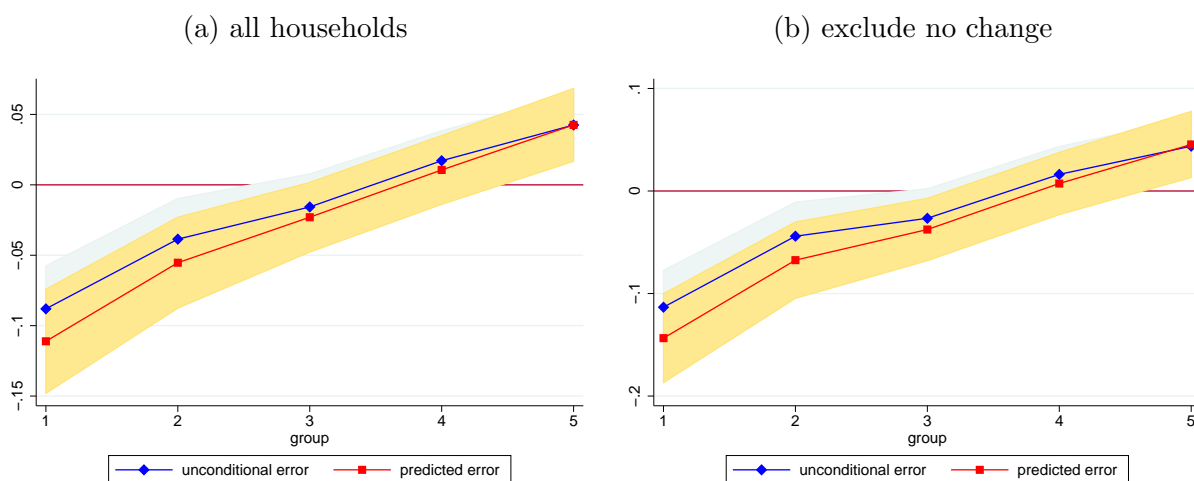 (a) all households
.05
0
-.05
-.1
-.15
1 2 3 4 5
group
unconditional error predicted error
(b) exclude no change
.1
0
-.1
-.2
1 2 3 4 5
group
unconditional error predicted error